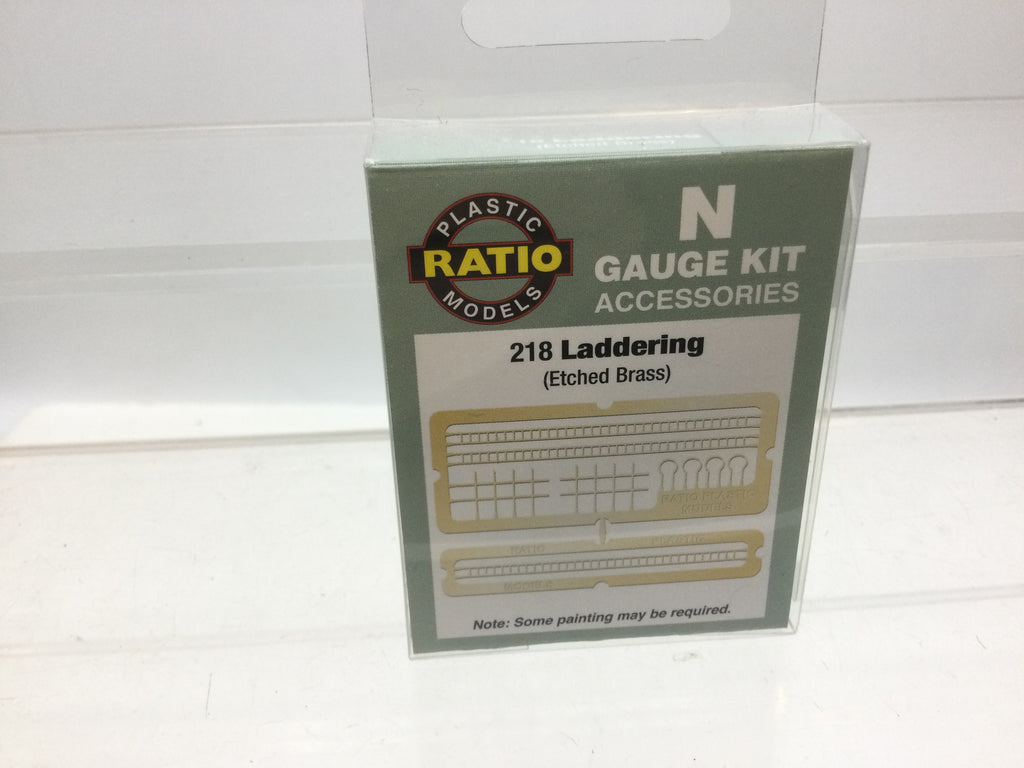 PLASTIC
RATIO
MODELS
N
GAUGE KIT
ACCESSORIES
218 Laddering
(Etched Brass)
RATIO PLASTIC
MODELS
RATIO
PLASTIC
MODELS
Note: Some painting may be required.